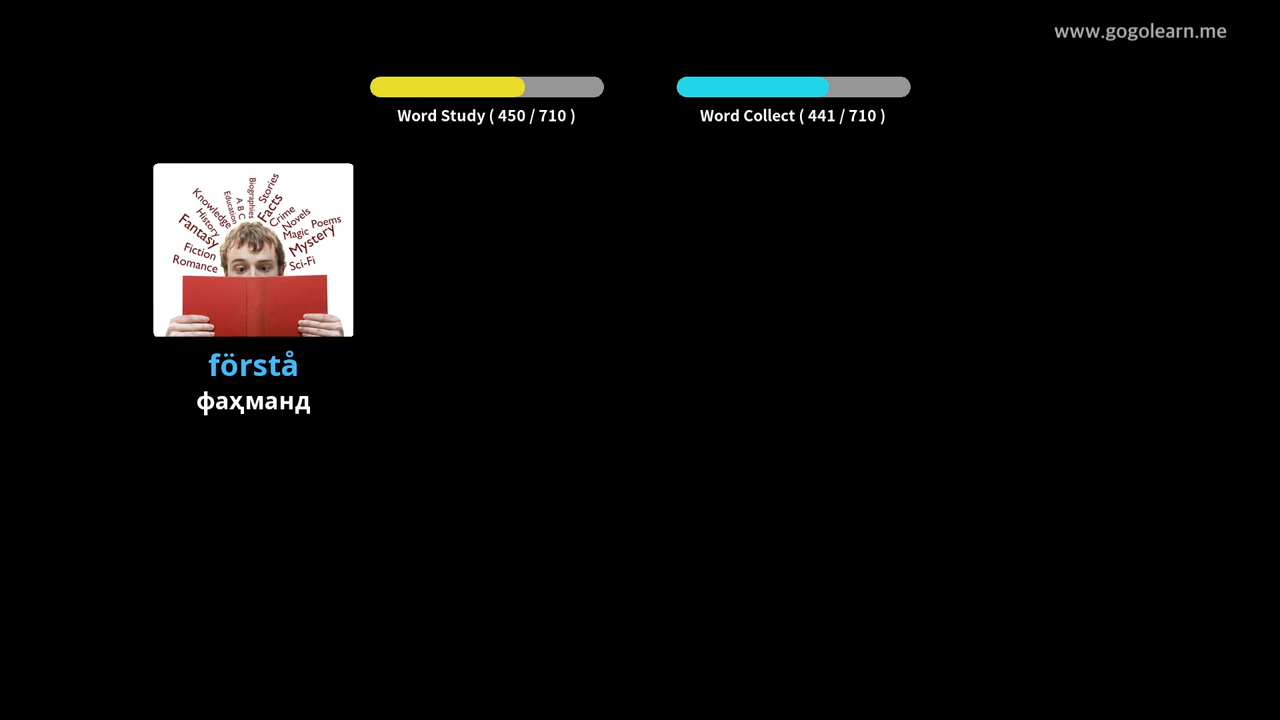 www.gogolearn.me
Word Study ( 450 / 710 )
Word Collect ( 441 / 710 )
Biographies
Stories
Knowledge
Education
A B C
Facts
History
Crime
Novels
Fantasy
Magic
Poems
Mystery
Fiction
Romance
Sci-Fi
förstå
фаҳманд